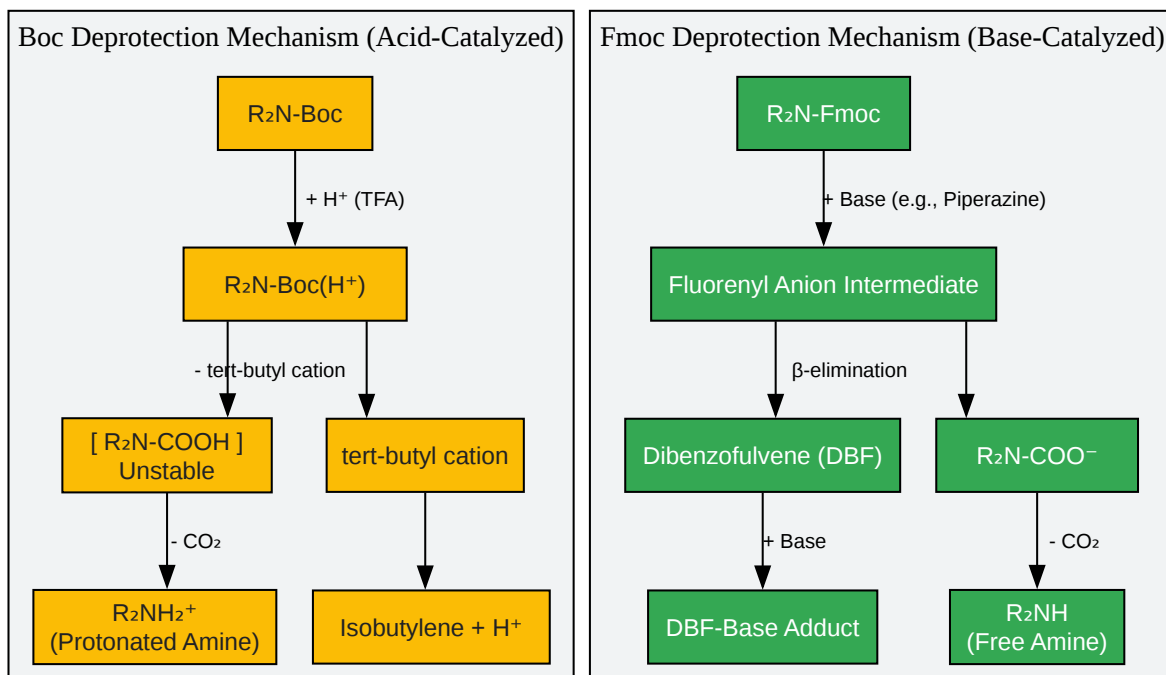 Boc Deprotection Mechanism (Acid-Catalyzed)
R₂N-Boc
+ H⁺ (TFA)
R₂N-Boc(H⁺)
- tert-butyl cation
[ R₂N-COOH ]
Unstable
tert-butyl cation
- CO₂
R₂NH₂⁺
(Protonated Amine)
Isobutylene + H⁺
Fmoc Deprotection Mechanism (Base-Catalyzed)
R₂N-Fmoc
+ Base (e.g., Piperazine)
Fluorenyl Anion Intermediate
β-elimination
Dibenzofulvene (DBF)
R₂N-COO⁻
+ Base
- CO₂
DBF-Base Adduct
R₂NH
(Free Amine)